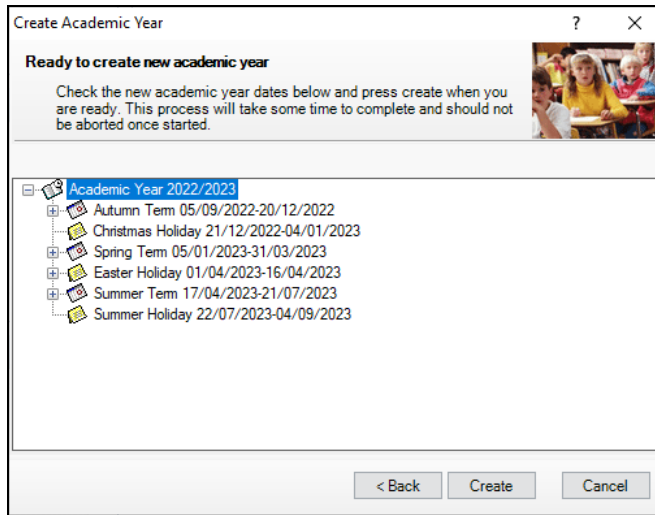 Create Academic Year
?
Ready to create new academic year
Check the new academic year dates below and press create when you
are ready. This process will take some time to complete and should not
be aborted once started.
Academic Year 2022/2023
Autumn Term 05/09/2022-20/12/2022
Christmas Holiday 21/12/2022-04/01/2023
Spring Term 05/01/2023-31/03/2023
Easter Holiday 01/04/2023-16/04/2023
Summer Term 17/04/2023-21/07/2023
Summer Holiday 22/07/2023-04/09/2023
< Back
Create
Cancel